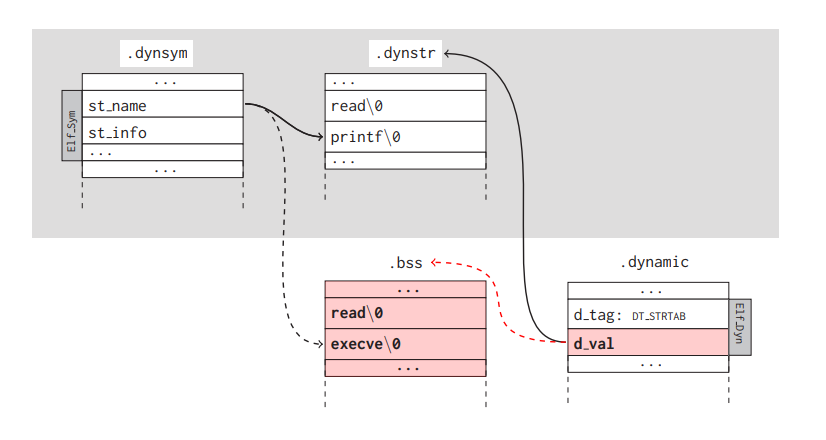 .dynsym
...
Elf_Sym
st_name
st_info
...
...
.dynstr
...
read\0
printf\0
...
.bss
...
read\0
execve\0
...
.dynamic
...
d_tag: DT_STRTAB
Elf_Dyn
d_val
...